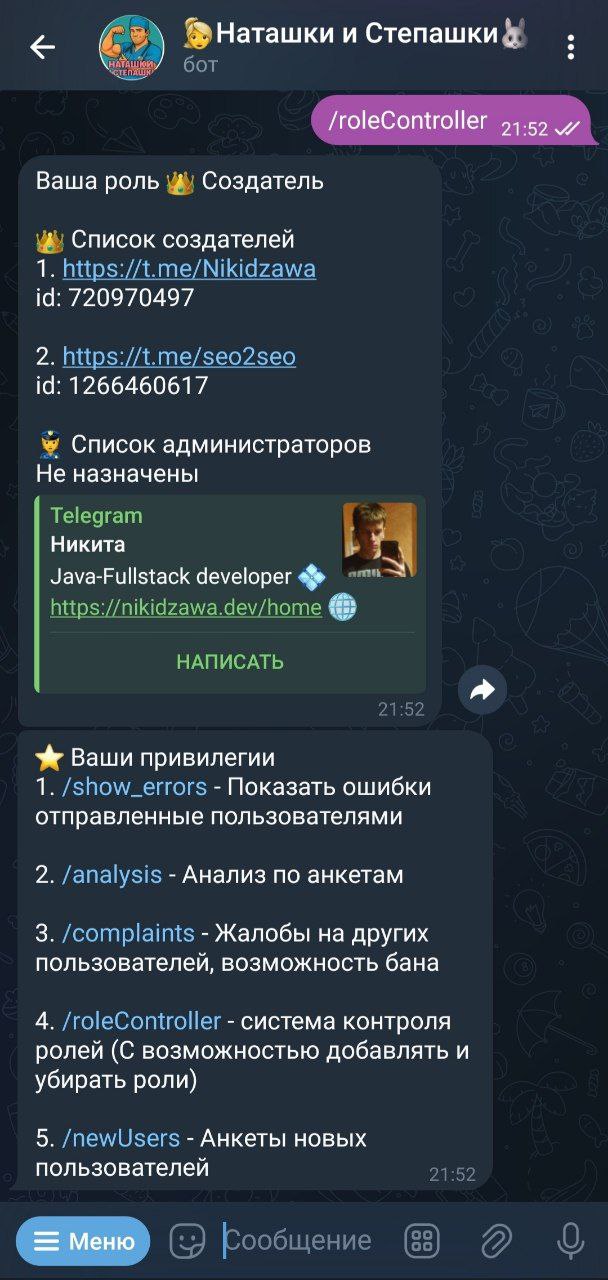 👱‍♀️Наташки и Степашки🐰
бот
НАТАШКИ
СТЕПАШКИ
/roleController 21:52
Ваша роль 👑 Создатель
👑 Список создателей
1. https://t.me/Nikidzawa
id: 720970497
2. https://t.me/seo2seo
id: 1266460617
👮 Список администраторов
Не назначены
Telegram
Никита
Java-Fullstack developer 💠
https://nikidzawa.dev/home 🌐
НАПИСАТЬ
21:52
⭐ Ваши привилегии
1. /show_errors - Показать ошибки
отправленные пользователями
2. /analysis - Анализ по анкетам
3. /complaints - Жалобы на других
пользователей, возможность бана
4. /roleController - система контроля
ролей (С возможностью добавлять и
убирать роли)
5. /newUsers - Анкеты новых
пользователей
21:52
Меню
Сообщение